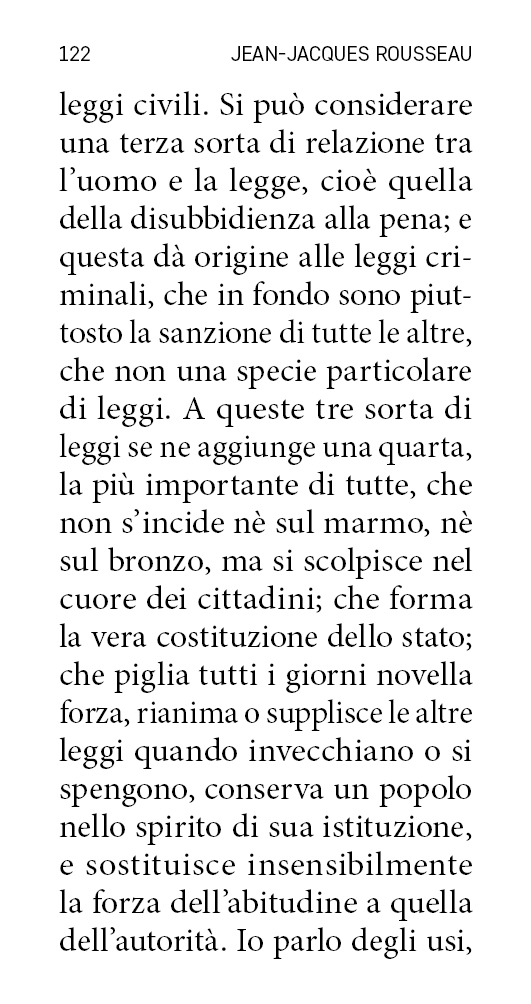 122 JEAN-JACQUES ROUSSEAU
leggi civili. Si può considerare
una terza sorta di relazione tra
l’uomo e la legge, cioè quella
della disubbidienza alla pena; e
questa dà origine alle leggi cri-
minali, che in fondo sono piut-
tosto la sanzione di tutte le altre,
che non una specie particolare
di leggi. A queste tre sorta di
leggi se ne aggiunge una quarta,
la più importante di tutte, che
non s’incide nè sul marmo, nè
sul bronzo, ma si scolpisce nel
cuore dei cittadini; che forma
la vera costituzione dello stato;
che piglia tutti i giorni novella
forza, rianima o supplisce le altre
leggi quando invecchiano o si
spengono, conserva un popolo
nello spirito di sua istituzione,
e sostituisce insensibilmente
la forza dell’abitudine a quella
dell’autorità. Io parlo degli usi,